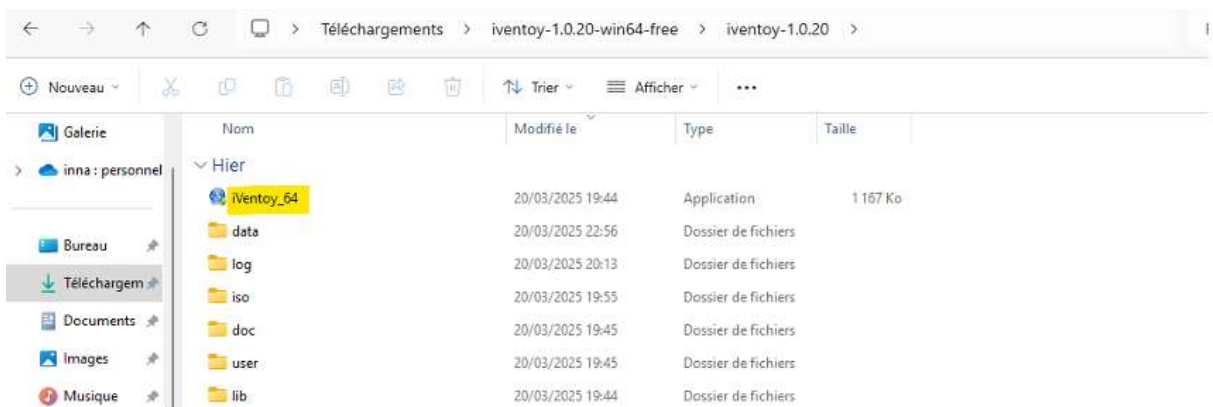 Téléchargements > iventoy-1.0.20-win64-free > iventoy-1.0.20 >
Nouveau Trier Afficher ...
Galerie
inna : personnel
Bureau
Téléchargem
Documents
Images
Musique
Nom Modifié le Type Taille
Hier
iVentoy_64 20/03/2025 19:44 Application 1 167 Ko
data 20/03/2025 22:56 Dossier de fichiers
log 20/03/2025 20:13 Dossier de fichiers
iso 20/03/2025 19:55 Dossier de fichiers
doc 20/03/2025 19:45 Dossier de fichiers
user 20/03/2025 19:45 Dossier de fichiers
lib 20/03/2025 19:44 Dossier de fichiers